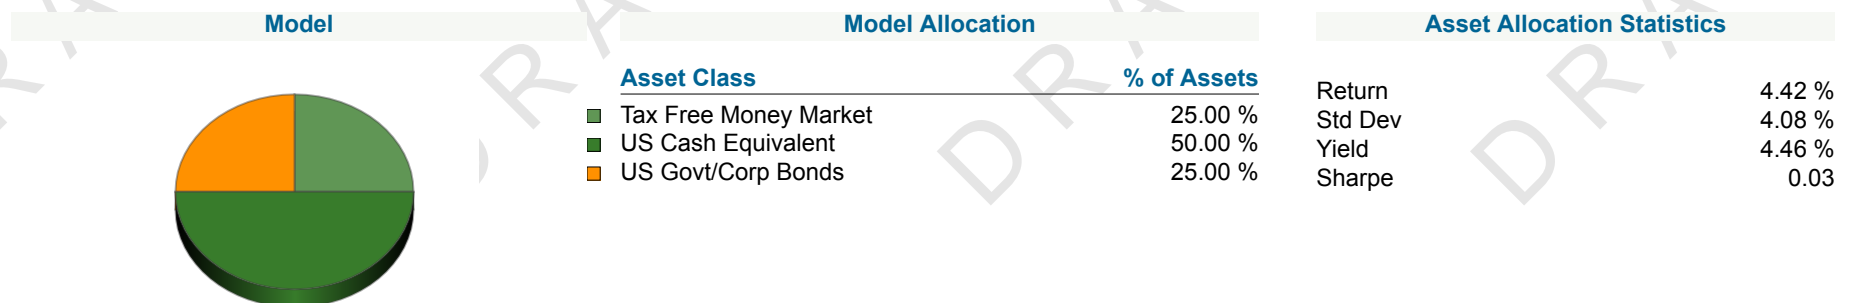 Model
Model Allocation
Asset Allocation Statistics
Asset Class % of Assets
Tax Free Money Market 25.00 %
US Cash Equivalent 50.00 %
US Govt/Corp Bonds 25.00 %
Return 4.42 %
Std Dev 4.08 %
Yield 4.46 %
Sharpe 0.03
D R A
D R A
D R A
R A